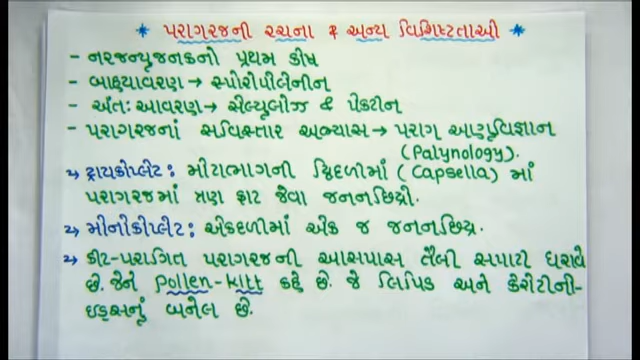 * પરાગરજની રચના & અન્ય વિશિષ્ટતાઓ *
- નરજન્યુજનકનો પ્રથમ કોષ
- બાહ્યાવરણ → સ્પોરોપોલેનીન
- અંતઃ આવરણ → સેલ્યુલોઝ & પેક્ટીન
- પરાગરજનાં સવિસ્તાર અભ્યાસ → પરાગ આણુવિજ્ઞાન
(Palynology).
→ ટ્રાયકોપ્લેટ: મોટાભાગની દ્વિદળીમાં (Capsella) માં
પરાગરજમાં ત્રણ ફાટ જેવા જનનછિદ્રો.
→ મોનોકોપ્લેટ: એકદળીમાં એક જ જનનછિદ્ર.
→ કીટ-પરાગિત પરાગરજની આસપાસ તૈલી સપાટી ધરાવે
છે. જેને pollen-kitt કહે છે. જે લિપિડ અને કેરોટીની-
ઇડ્સનું બનેલ છે.